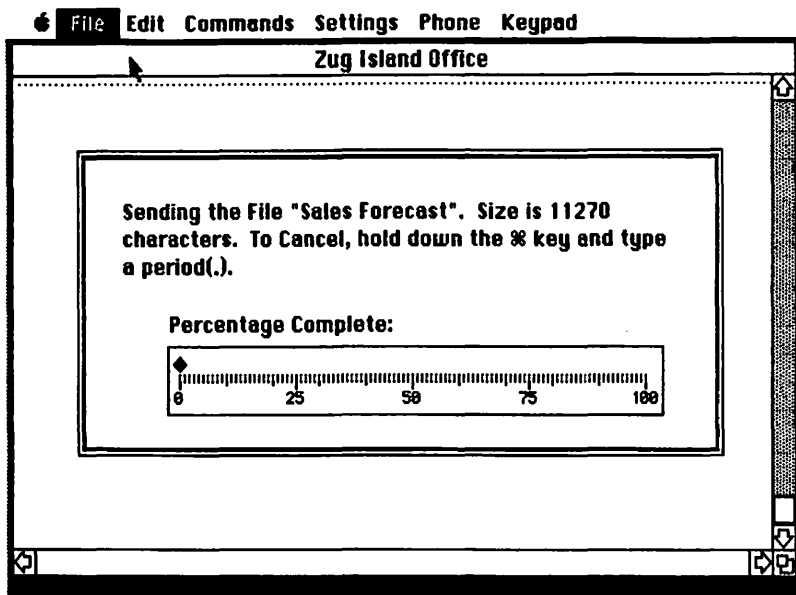 File Edit Commands Settings Phone Keypad
Zug Island Office
Sending the File "Sales Forecast". Size is 11270
characters. To Cancel, hold down the ⌘ key and type
a period(.).
Percentage Complete:
0 25 50 75 100